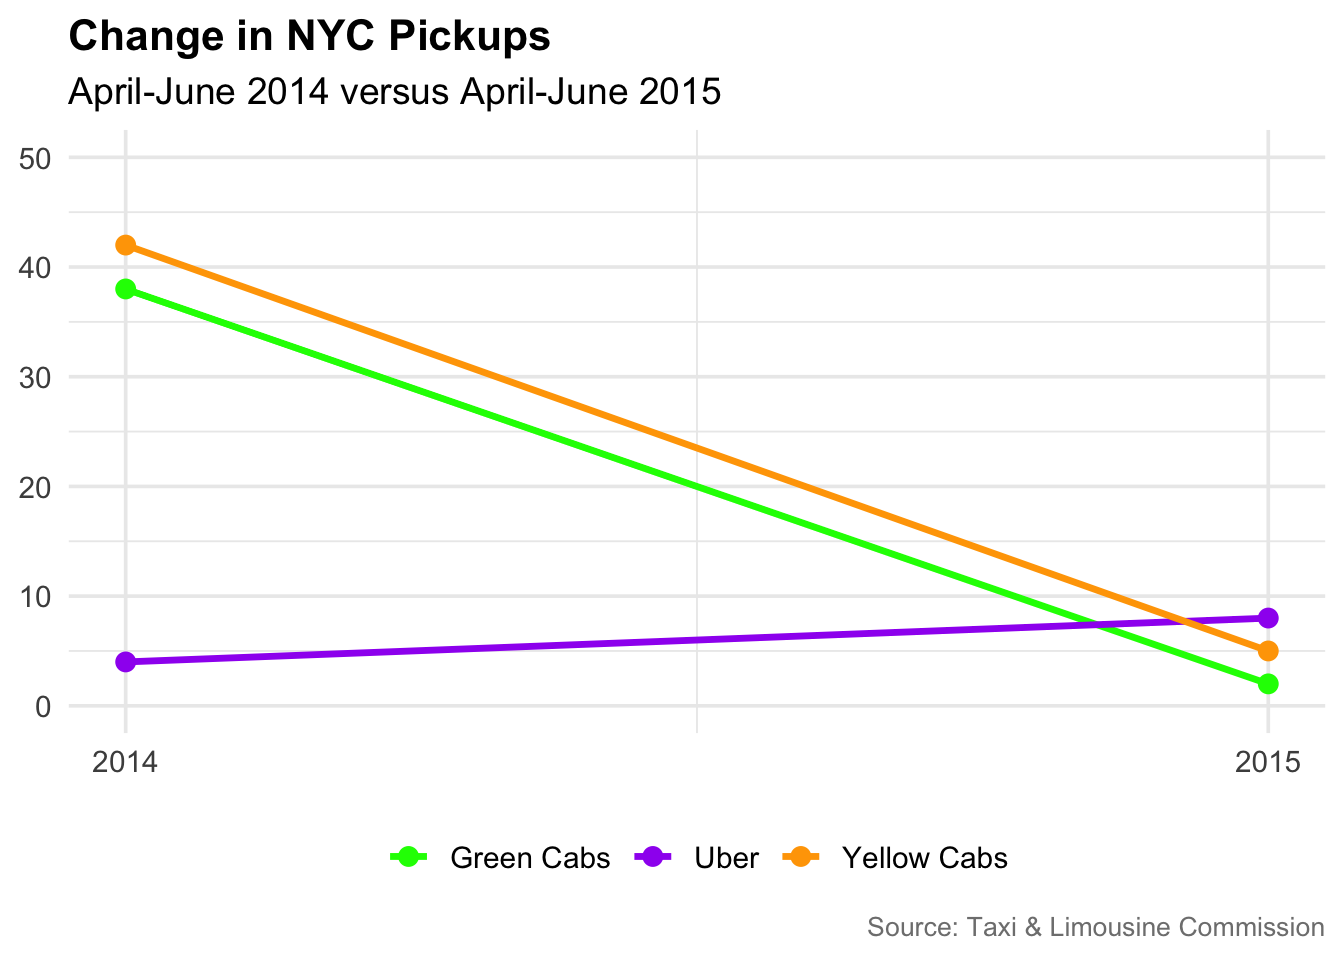 Change in NYC Pickups
April-June 2014 versus April-June 2015
50
40
30
20
10
0
2014 2015
Green Cabs Uber Yellow Cabs
Source: Taxi & Limousine Commission